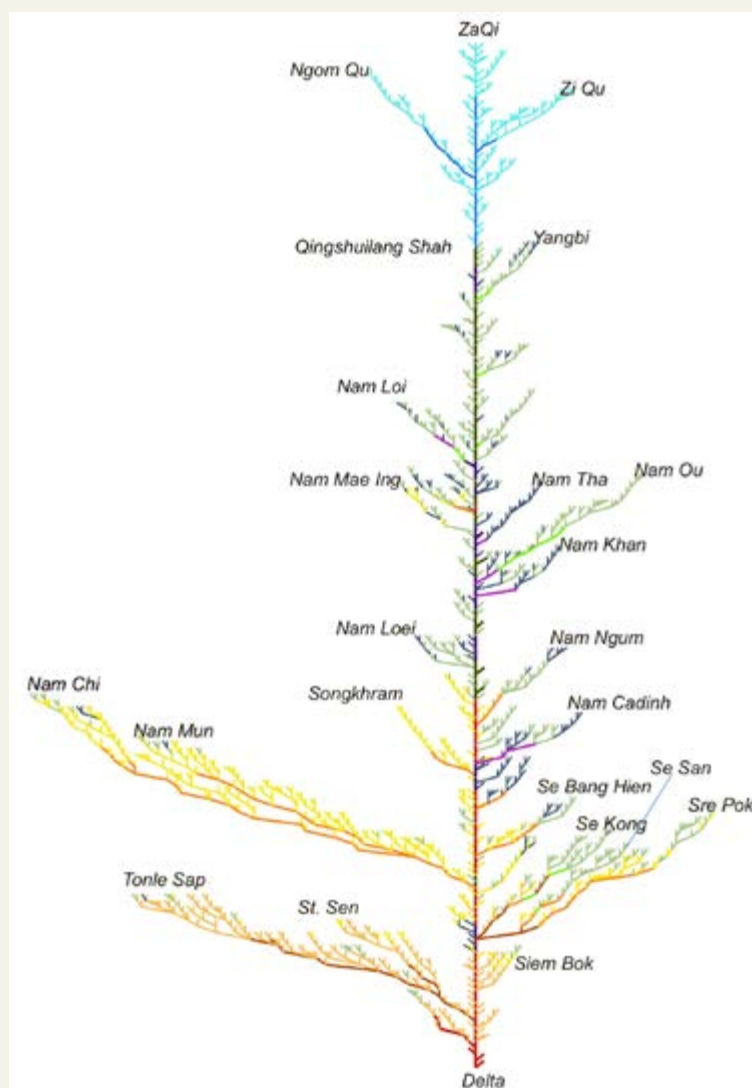 ZaQi
Ngom Qu
Zi Qu
Qingshuilang Shah
Yangbi
Nam Loi
Nam Mae Ing
Nam Tha
Nam Ou
Nam Khan
Nam Loei
Nam Ngum
Nam Chi
Songkhram
Nam Cadinh
Nam Mun
Se San
Se Bang Hien
Sre Pok
Se Kong
Tonle Sap
St. Sen
Siem Bok
Delta